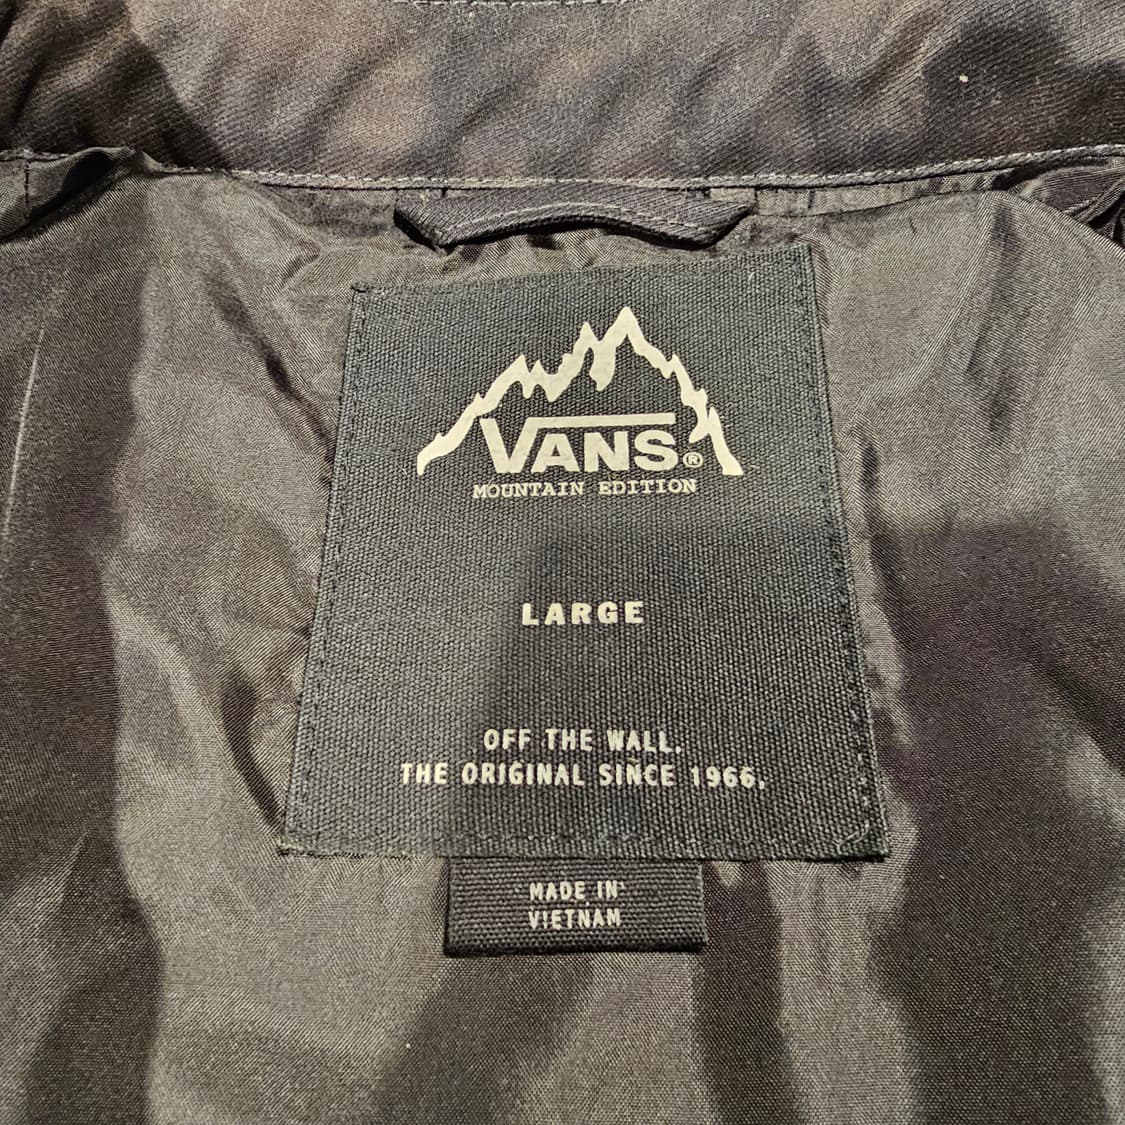 VANS®
MOUNTAIN EDITION
LARGE
OFF THE WALL.
THE ORIGINAL SINCE 1966.
MADE IN
VIETNAM